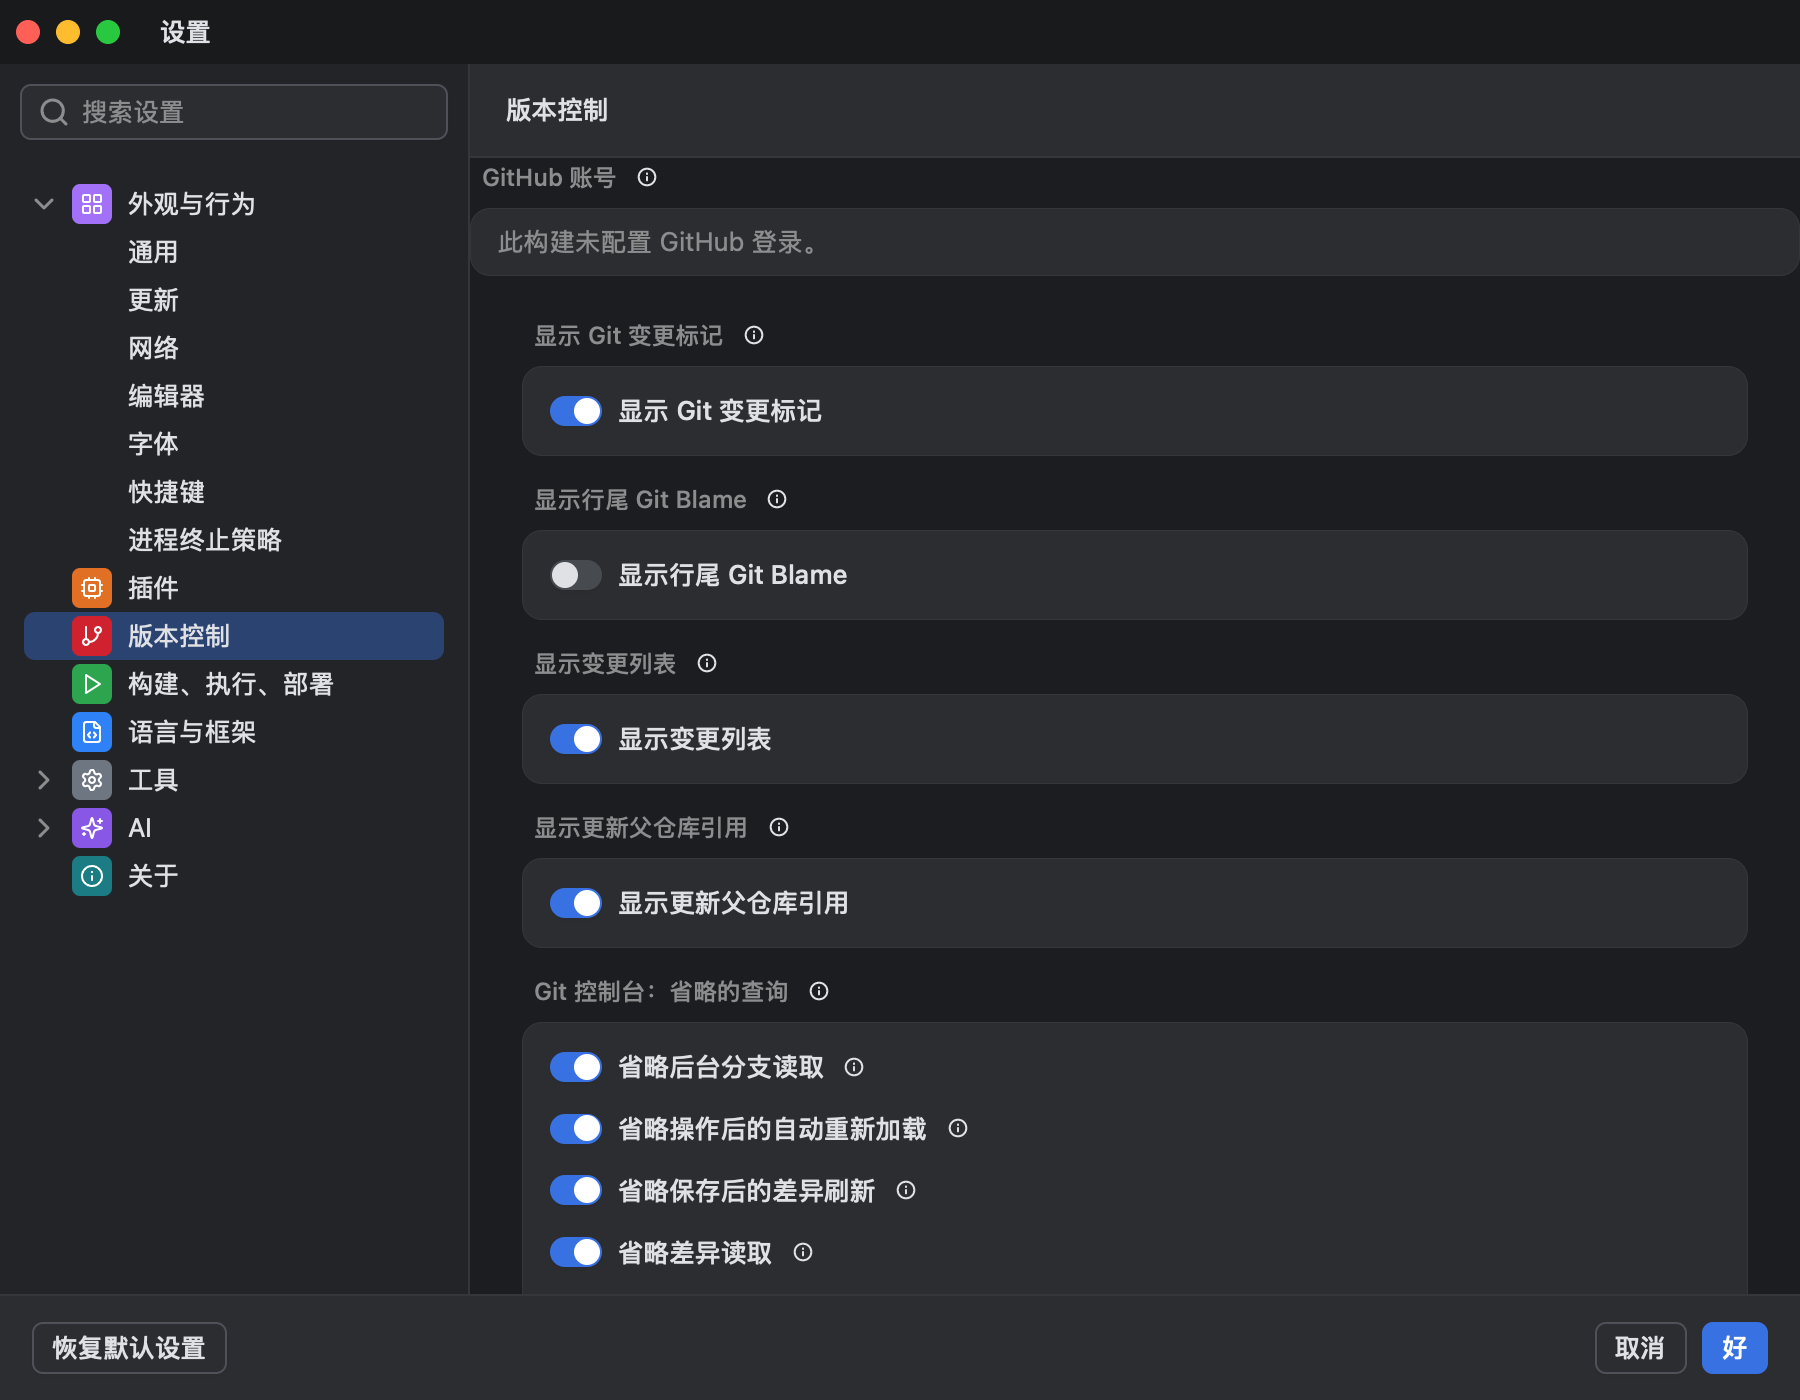 设置
搜索设置
外观与行为
通用
更新
网络
编辑器
字体
快捷键
进程终止策略
插件
版本控制
构建、执行、部署
语言与框架
工具
AI
关于
版本控制
GitHub 账号
此构建未配置 GitHub 登录。
显示 Git 变更标记
显示 Git 变更标记
显示行尾 Git Blame
显示行尾 Git Blame
显示变更列表
显示变更列表
显示更新父仓库引用
显示更新父仓库引用
Git 控制台：省略的查询
省略后台分支读取
省略操作后的自动重新加载
省略保存后的差异刷新
省略差异读取
恢复默认设置
取消
好